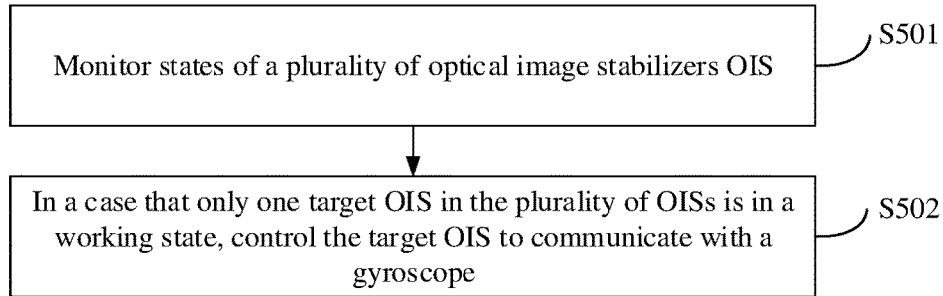 Monitor states of a plurality of optical image stabilizers OIS
S501
In a case that only one target OIS in the plurality of OISs is in a
working state, control the target OIS to communicate with a
gyroscope
S502